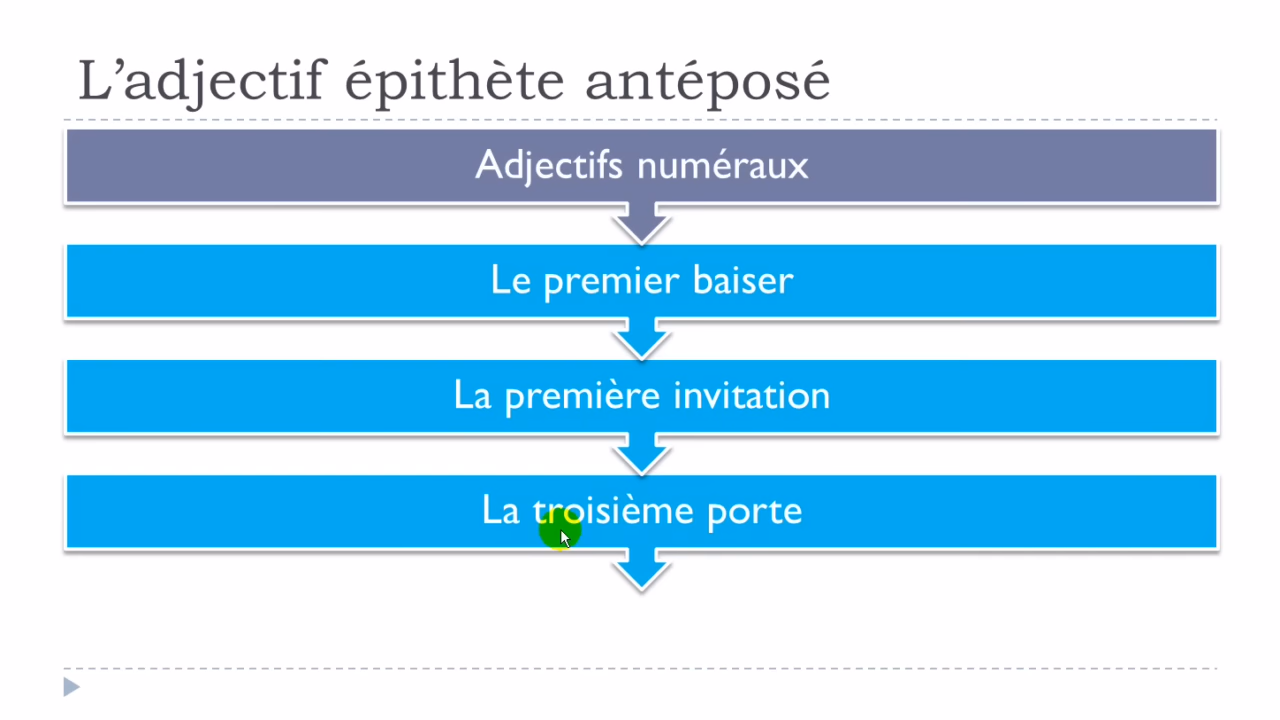 L’adjectif épithète antéposé
Adjectifs numéraux
Le premier baiser
La première invitation
La troisième porte